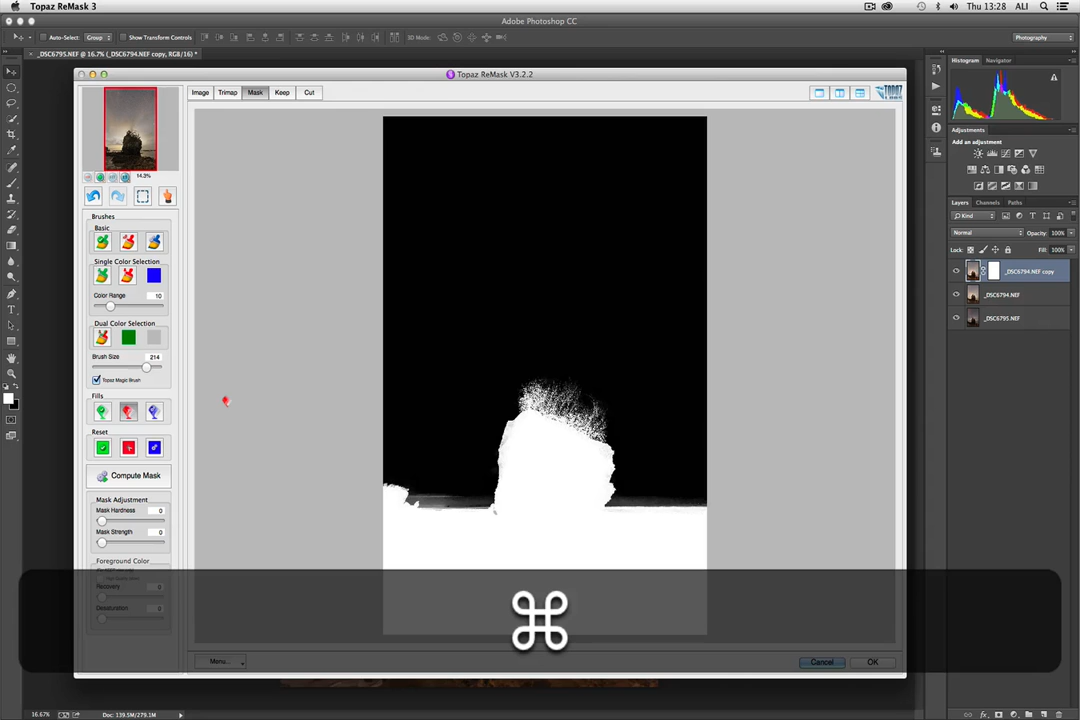 Topaz ReMask 3
Thu 13:28 ALI
Adobe Photoshop CC
Auto-Select: Group
Show Transform Controls
3D Mode:
Photography
_DSC6795.NEF @ 16.7% (_DSC6794.NEF copy, RGB/16) *
Topaz ReMask V3.2.2
Image
Trimap
Mask
Keep
Cut
TOPAZ
LABS
14.3%
Brushes
Basic
Single Color Selection
Color Range 10
Dual Color Selection
Brush Size 214
Topaz Magic Brush
Fills
Reset
Compute Mask
Mask Adjustment
Mask Hardness 0
Mask Strength 0
Foreground Color
Recovery 0
Desaturation 0
⌘
Menu...
Cancel
OK
Histogram
Navigator
Adjustments
Add an adjustment
Layers
Channels
Paths
Kind
Normal
Opacity: 100%
Lock:
Fill: 100%
_DSC6794.NEF copy
_DSC6794.NEF
_DSC6795.NEF
16.67%
Doc: 139.5M/279.1M